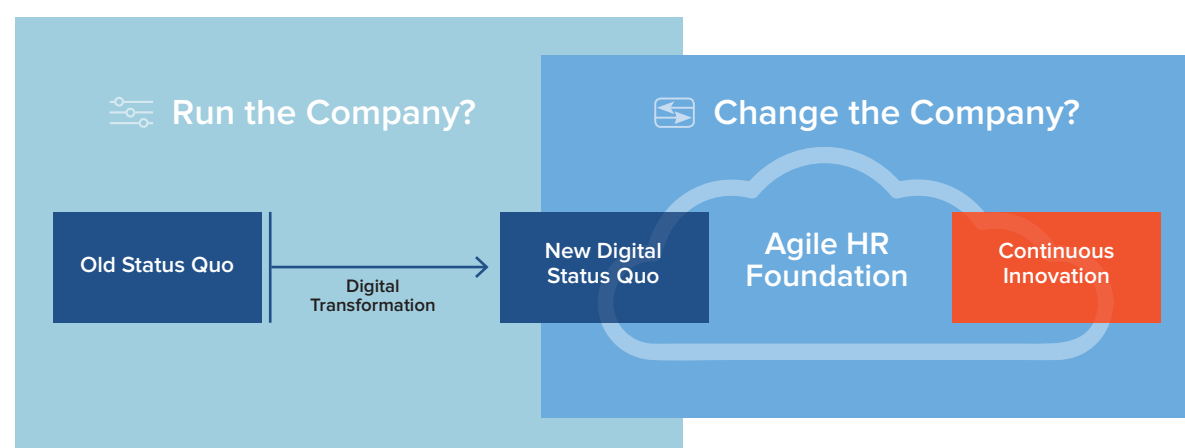 Run the Company?
Change the Company?
Old Status Quo
Digital
Transformation
New Digital
Status Quo
Agile HR
Foundation
Continuous
Innovation